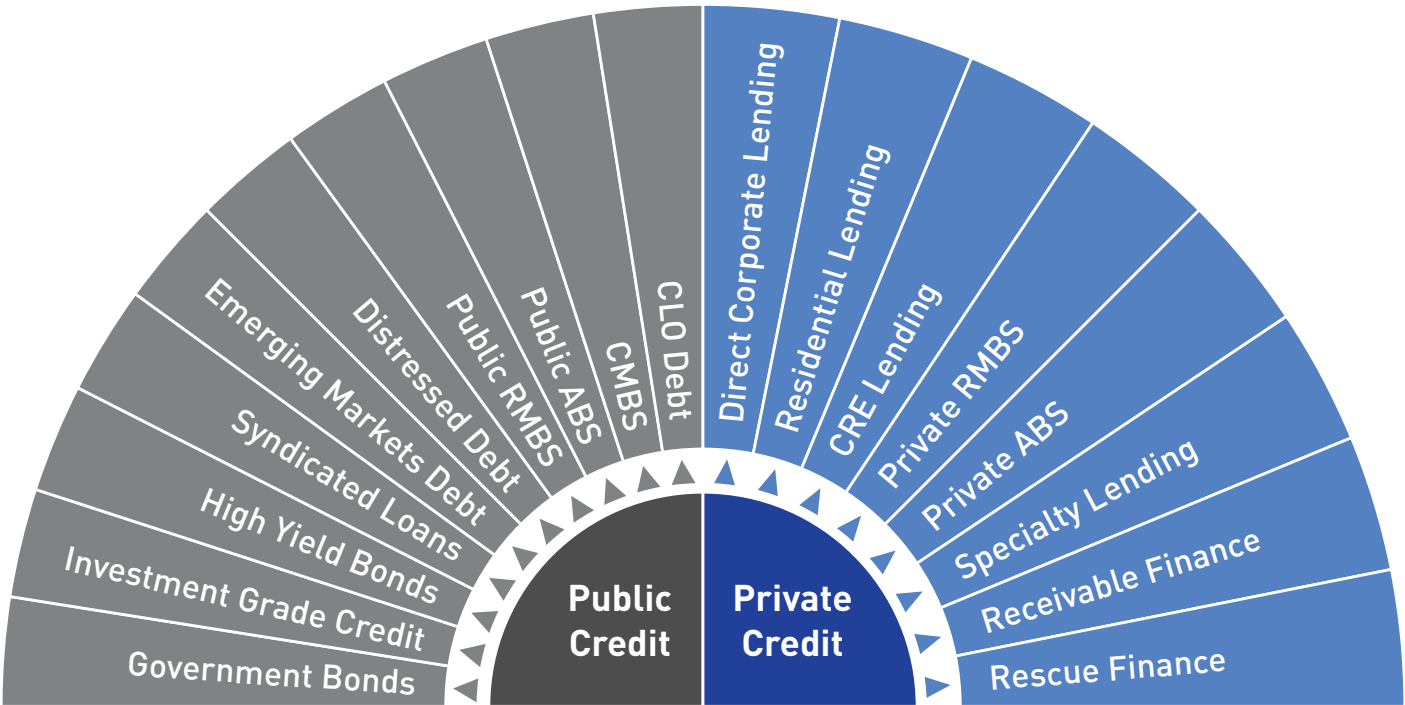 Government Bonds
Investment Grade Credit
High Yield Bonds
Syndicated Loans
Emerging Markets Debt
Distressed Debt
Public RMBS
Public ABS
CMBS
CLO Debt
Direct Corporate Lending
Residential Lending
CRE Lending
Private RMBS
Private ABS
Specialty Lending
Receivable Finance
Rescue Finance
Public
Credit
Private
Credit